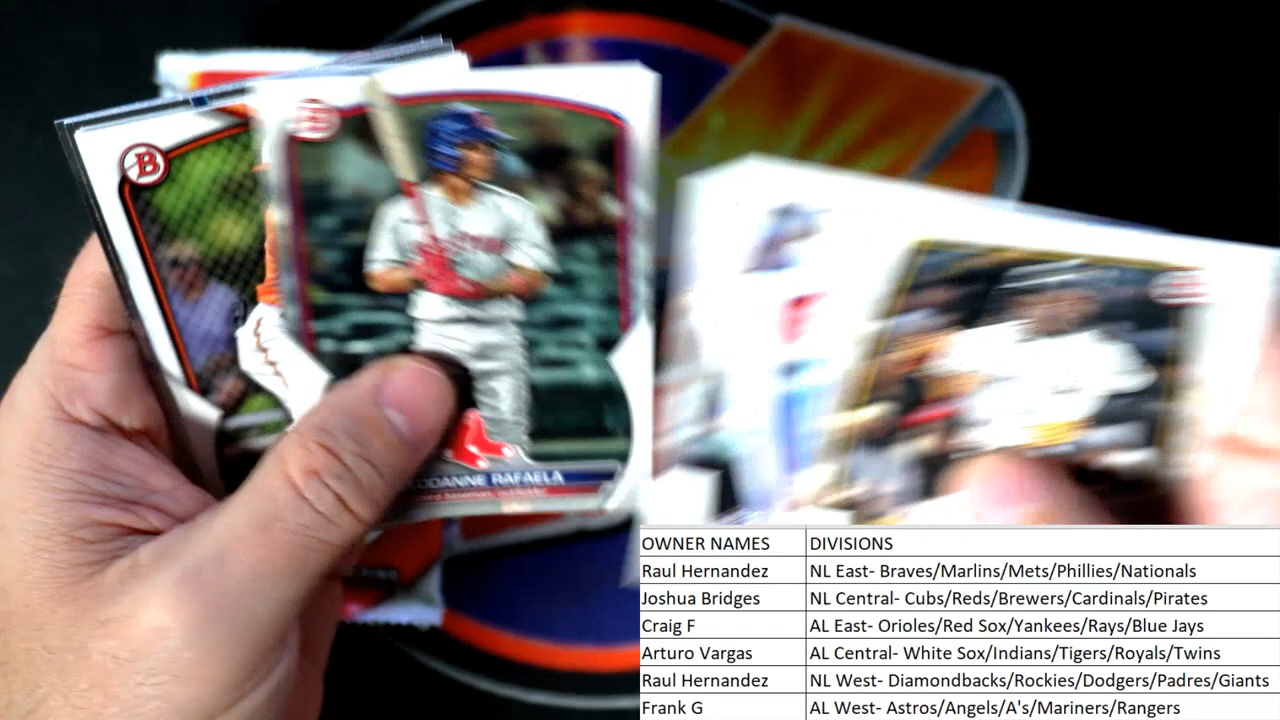 B
DDANNE RAFAELA
OWNER NAMES DIVISIONS
Raul Hernandez NL East- Braves/Marlins/Mets/Phillies/Nationals
Joshua Bridges NL Central- Cubs/Reds/Brewers/Cardinals/Pirates
Craig F AL East- Orioles/Red Sox/Yankees/Rays/Blue Jays
Arturo Vargas AL Central- White Sox/Indians/Tigers/Royals/Twins
Raul Hernandez NL West- Diamondbacks/Rockies/Dodgers/Padres/Giants
Frank G AL West- Astros/Angels/A's/Mariners/Rangers